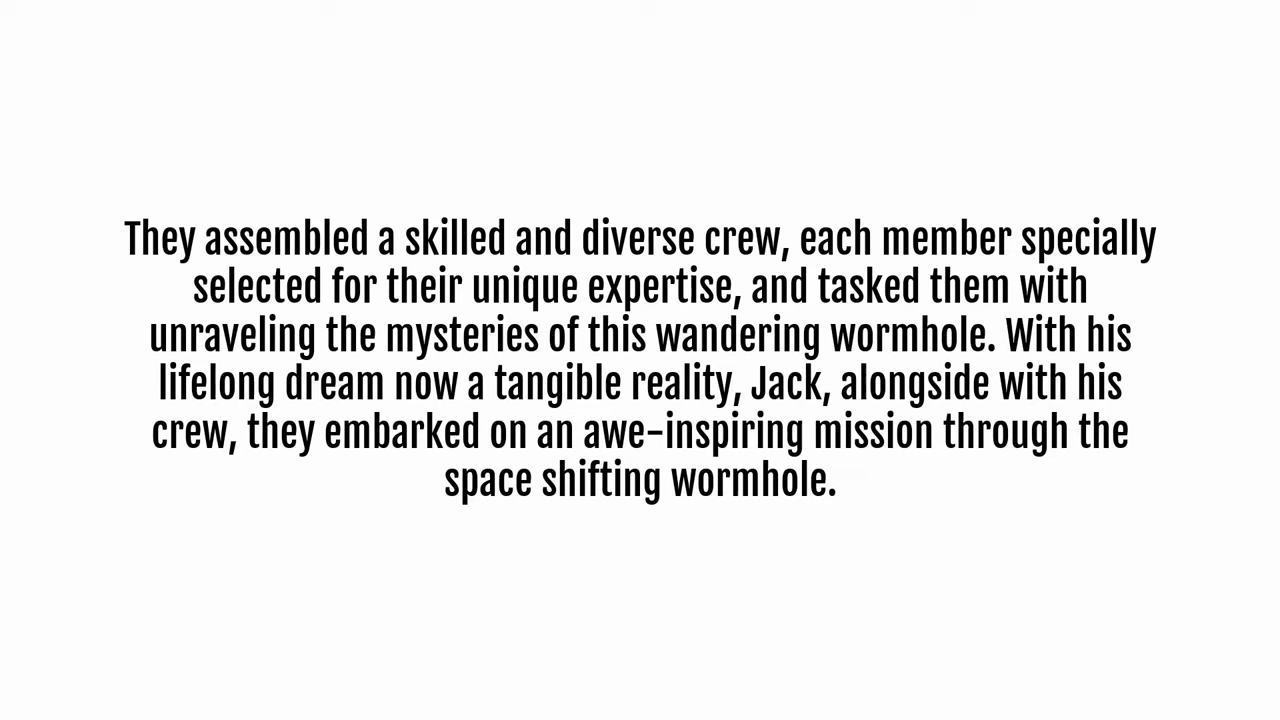 They assembled a skilled and diverse crew, each member specially
selected for their unique expertise, and tasked them with
unraveling the mysteries of this wandering wormhole. With his
lifelong dream now a tangible reality, Jack, alongside with his
crew, they embarked on an awe-inspiring mission through the
space shifting wormhole.